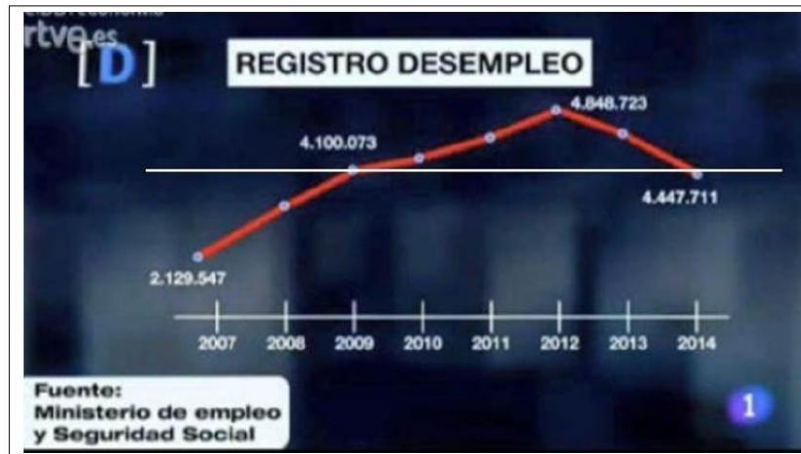 rtve.es
[D]
REGISTRO DESEMPLEO
4.848.723
4.100.073
4.447.711
2.129.547
2007 2008 2009 2010 2011 2012 2013 2014
Fuente:
Ministerio de empleo
y Seguridad Social
1